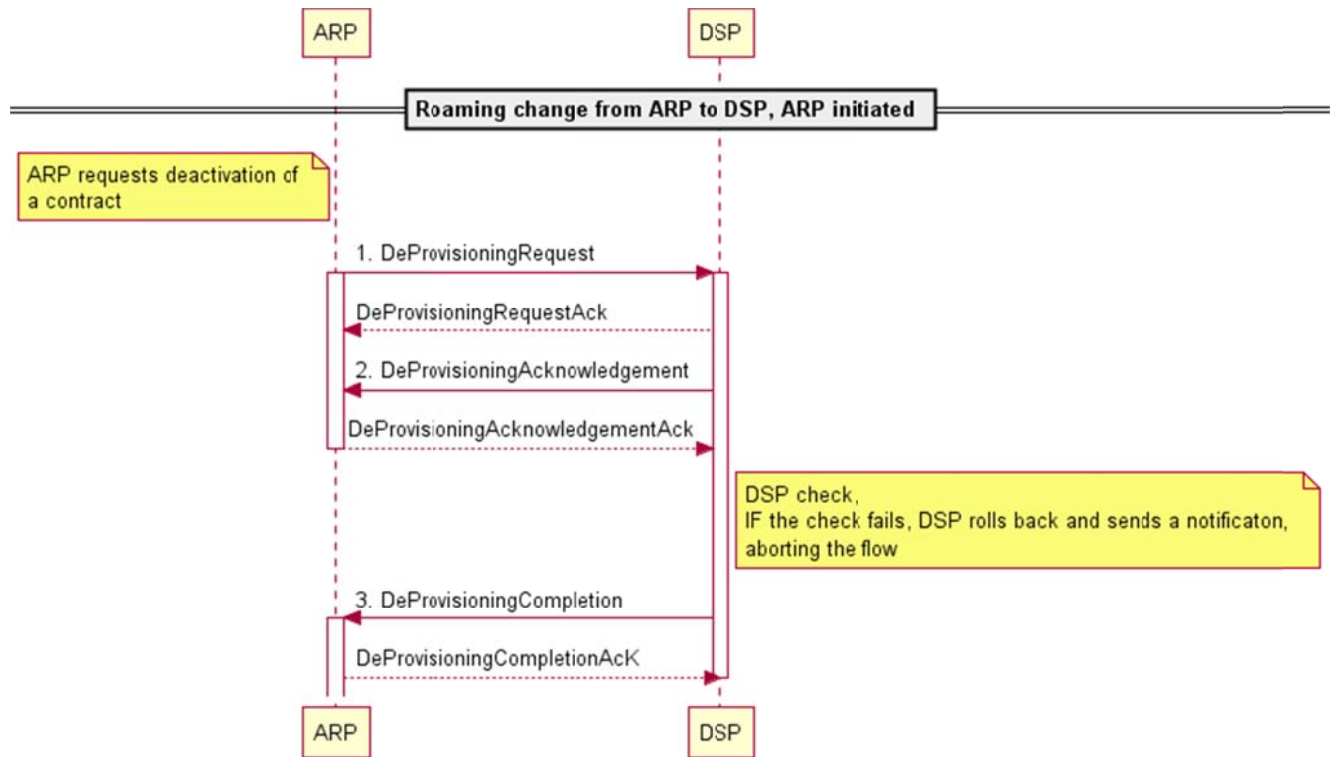 ARP
DSP
Roaming change from ARP to DSP, ARP initiated
ARP requests deactivation of
a contract
1. DeProvisioningRequest
DeProvisioningRequestAck
2. DeProvisioningAcknowledgement
DeProvisioningAcknowledgementAck
DSP check,
IF the check fails, DSP rolls back and sends a notificaton,
aborting the flow
3. DeProvisioningCompletion
DeProvisioningCompletionAcK
ARP
DSP